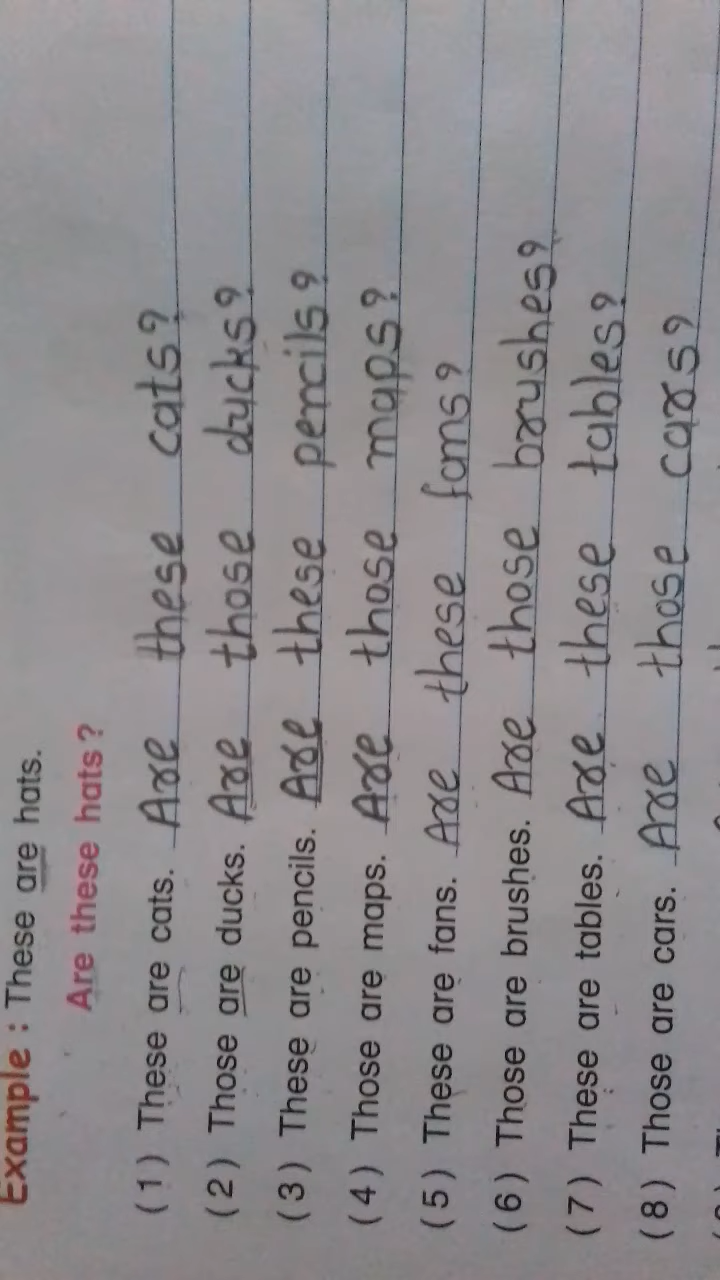 Example : These are hats.
Are these hats?
(1) These are cats. Are these cats?
(2) Those are ducks. Are those ducks?
(3) These are pencils. Are these pencils?
(4) Those are maps. Are those maps?
(5) These are fans. Are these fans?
(6) Those are brushes. Are those brushes?
(7) These are tables. Are these tables?
(8) Those are cars. Are those cars?